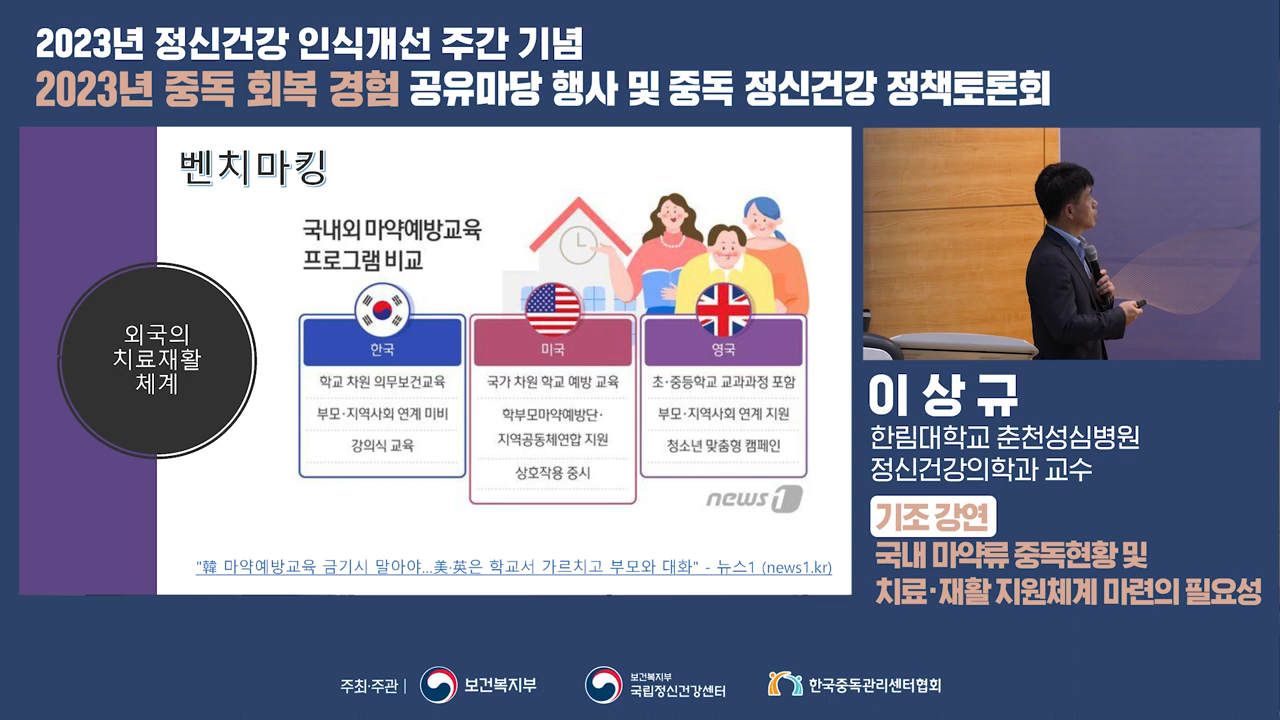 2023년 정신건강 인식개선 주간 기념
2023년 중독 회복 경험 공유마당 행사 및 중독 정신건강 정책토론회
벤치마킹
국내외 마약예방교육
프로그램 비교
외국의
치료재활
체계
한국
학교 차원 의무보건교육
부모·지역사회 연계 미비
강의식 교육
미국
국가 차원 학교 예방 교육
학부모마약예방단·
지역공동체연합 지원
상호작용 중시
영국
초·중등학교 교과과정 포함
부모·지역사회 연계 지원
청소년 맞춤형 캠페인
news1
"韓 마약예방교육 금기시 말아야...美·英은 학교서 가르치고 부모와 대화" - 뉴스1 (news1.kr)
이상규
한림대학교 춘천성심병원
정신건강의학과 교수
기조 강연
국내 마약류 중독현황 및
치료·재활 지원체계 마련의 필요성
주최·주관 |
보건복지부
보건복지부
국립정신건강센터
한국중독관리센터협회